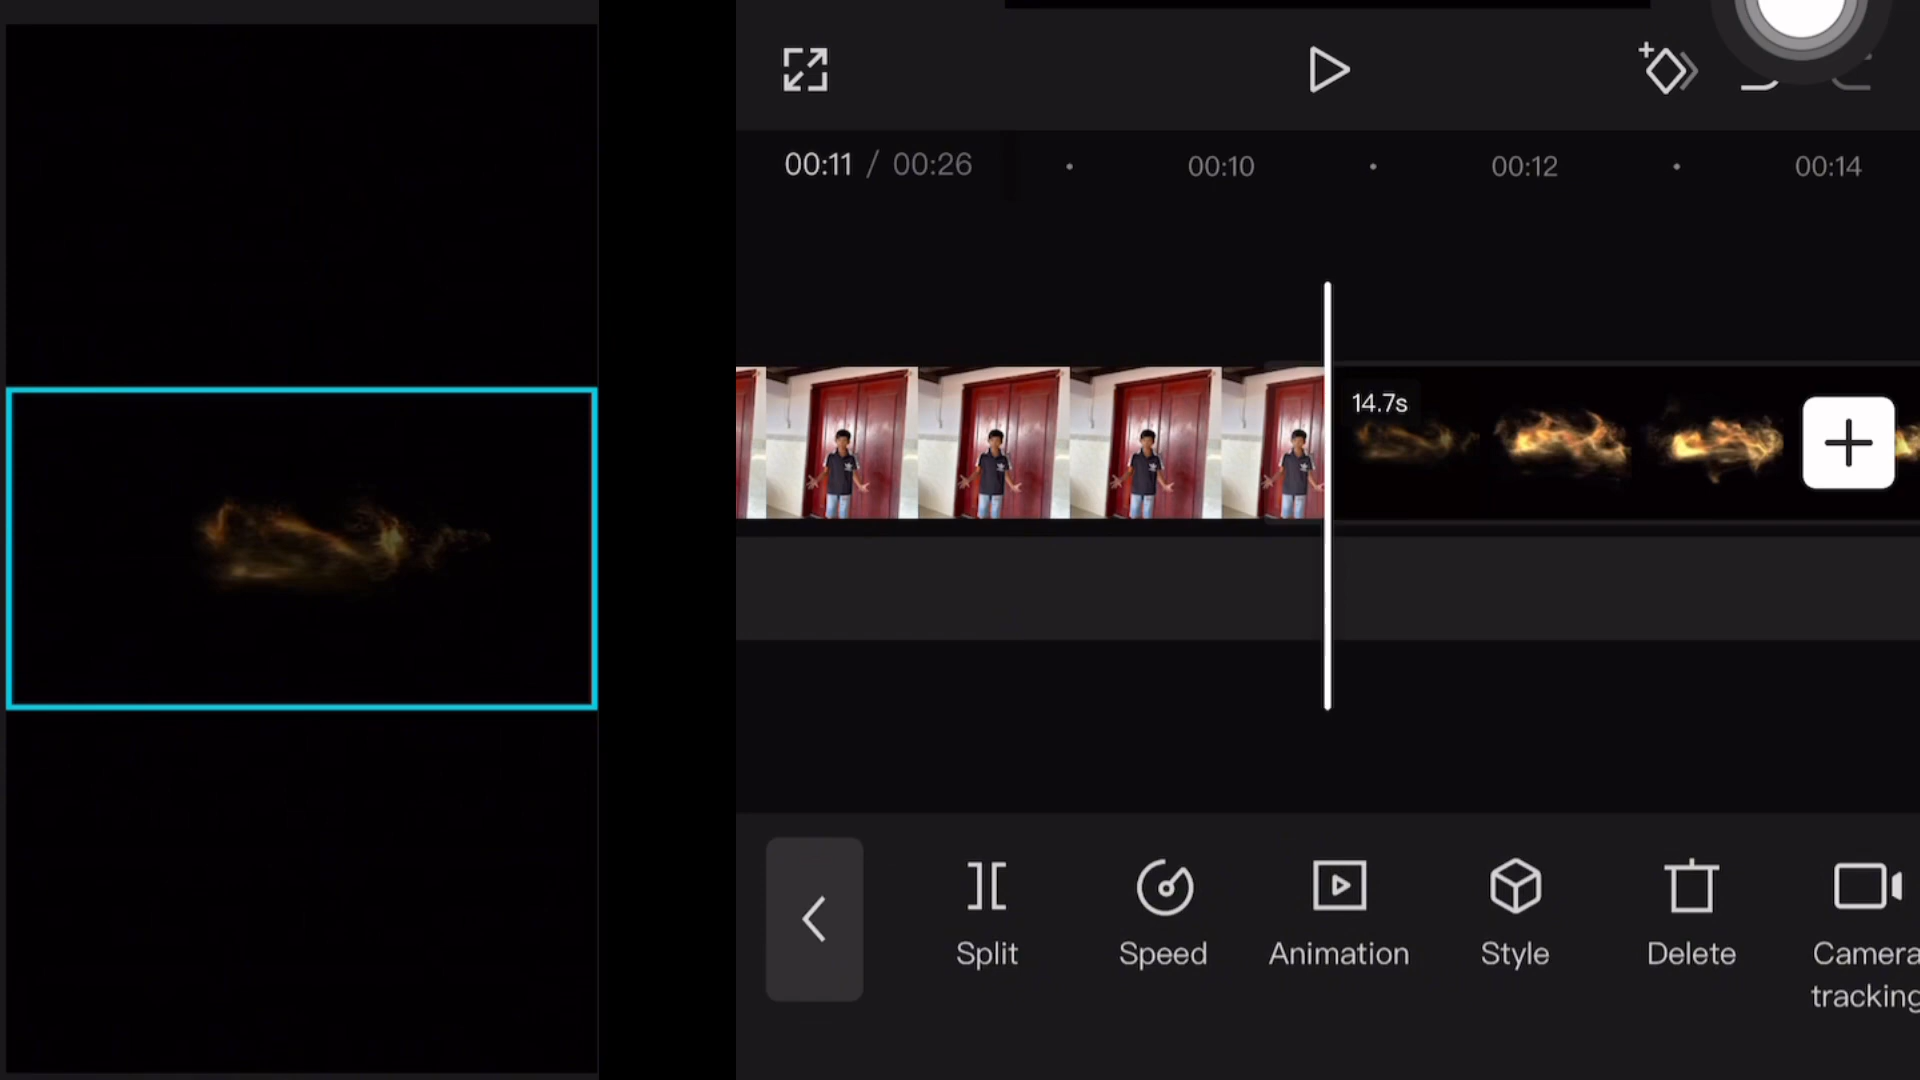 00:11 / 00:26
00:10
00:12
00:14
14.7s
Split
Speed
Animation
Style
Delete
Camera
tracking